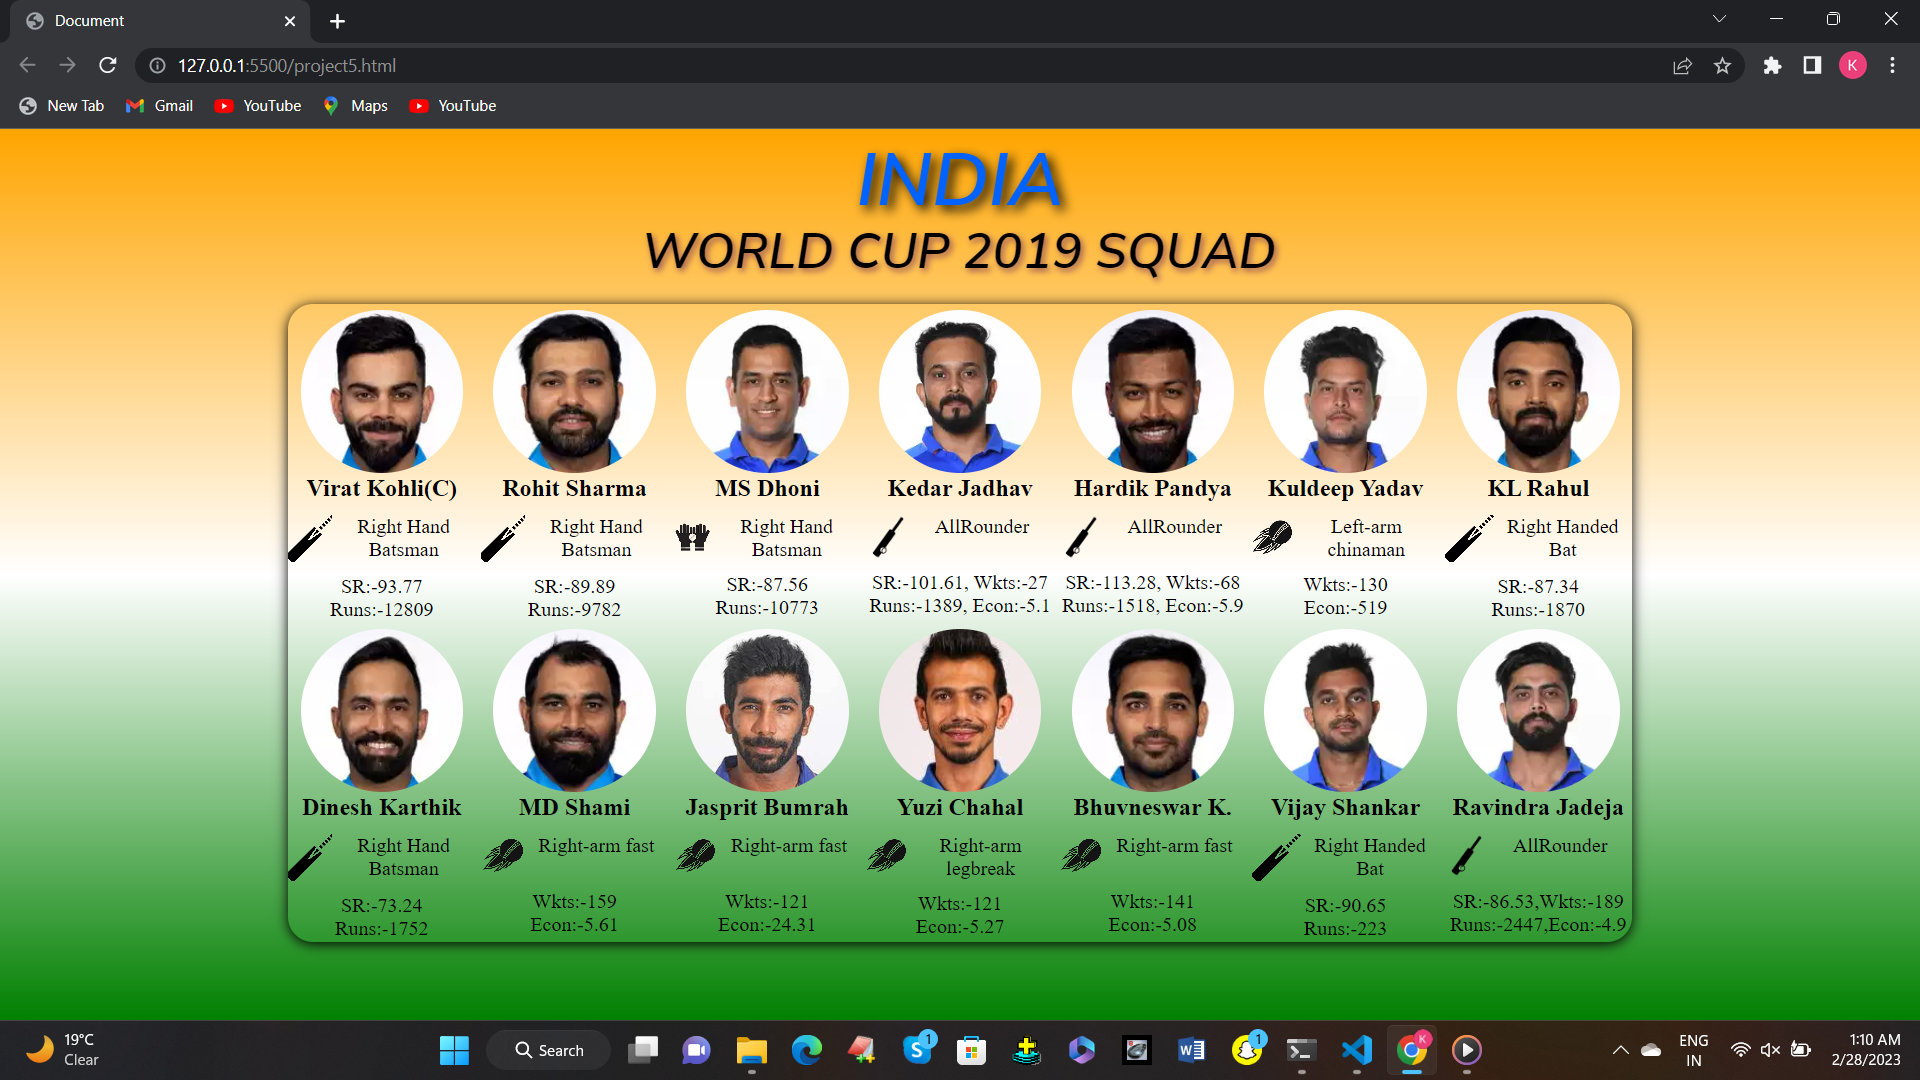 Document
127.0.0.1:5500/project5.html
K
New Tab Gmail YouTube Maps YouTube
INDIA
WORLD CUP 2019 SQUAD
Virat Kohli(C)
Right Hand
Batsman
SR:-93.77
Runs:-12809
Rohit Sharma
Right Hand
Batsman
SR:-89.89
Runs:-9782
MS Dhoni
Right Hand
Batsman
SR:-87.56
Runs:-10773
Kedar Jadhav
AllRounder
SR:-101.61, Wkts:-27
Runs:-1389, Econ:-5.1
Hardik Pandya
AllRounder
SR:-113.28, Wkts:-68
Runs:-1518, Econ:-5.9
Kuldeep Yadav
Left-arm
chinaman
Wkts:-130
Econ:-519
KL Rahul
Right Handed
Bat
SR:-87.34
Runs:-1870
Dinesh Karthik
Right Hand
Batsman
SR:-73.24
Runs:-1752
MD Shami
Right-arm fast
Wkts:-159
Econ:-5.61
Jasprit Bumrah
Right-arm fast
Wkts:-121
Econ:-24.31
Yuzi Chahal
Right-arm
legbreak
Wkts:-121
Econ:-5.27
Bhuvneswar K.
Right-arm fast
Wkts:-141
Econ:-5.08
Vijay Shankar
Right Handed
Bat
SR:-90.65
Runs:-223
Ravindra Jadeja
AllRounder
SR:-86.53,Wkts:-189
Runs:-2447,Econ:-4.9
19°C
Clear
Search
1
1
K
ENG
IN
1:10 AM
2/28/2023